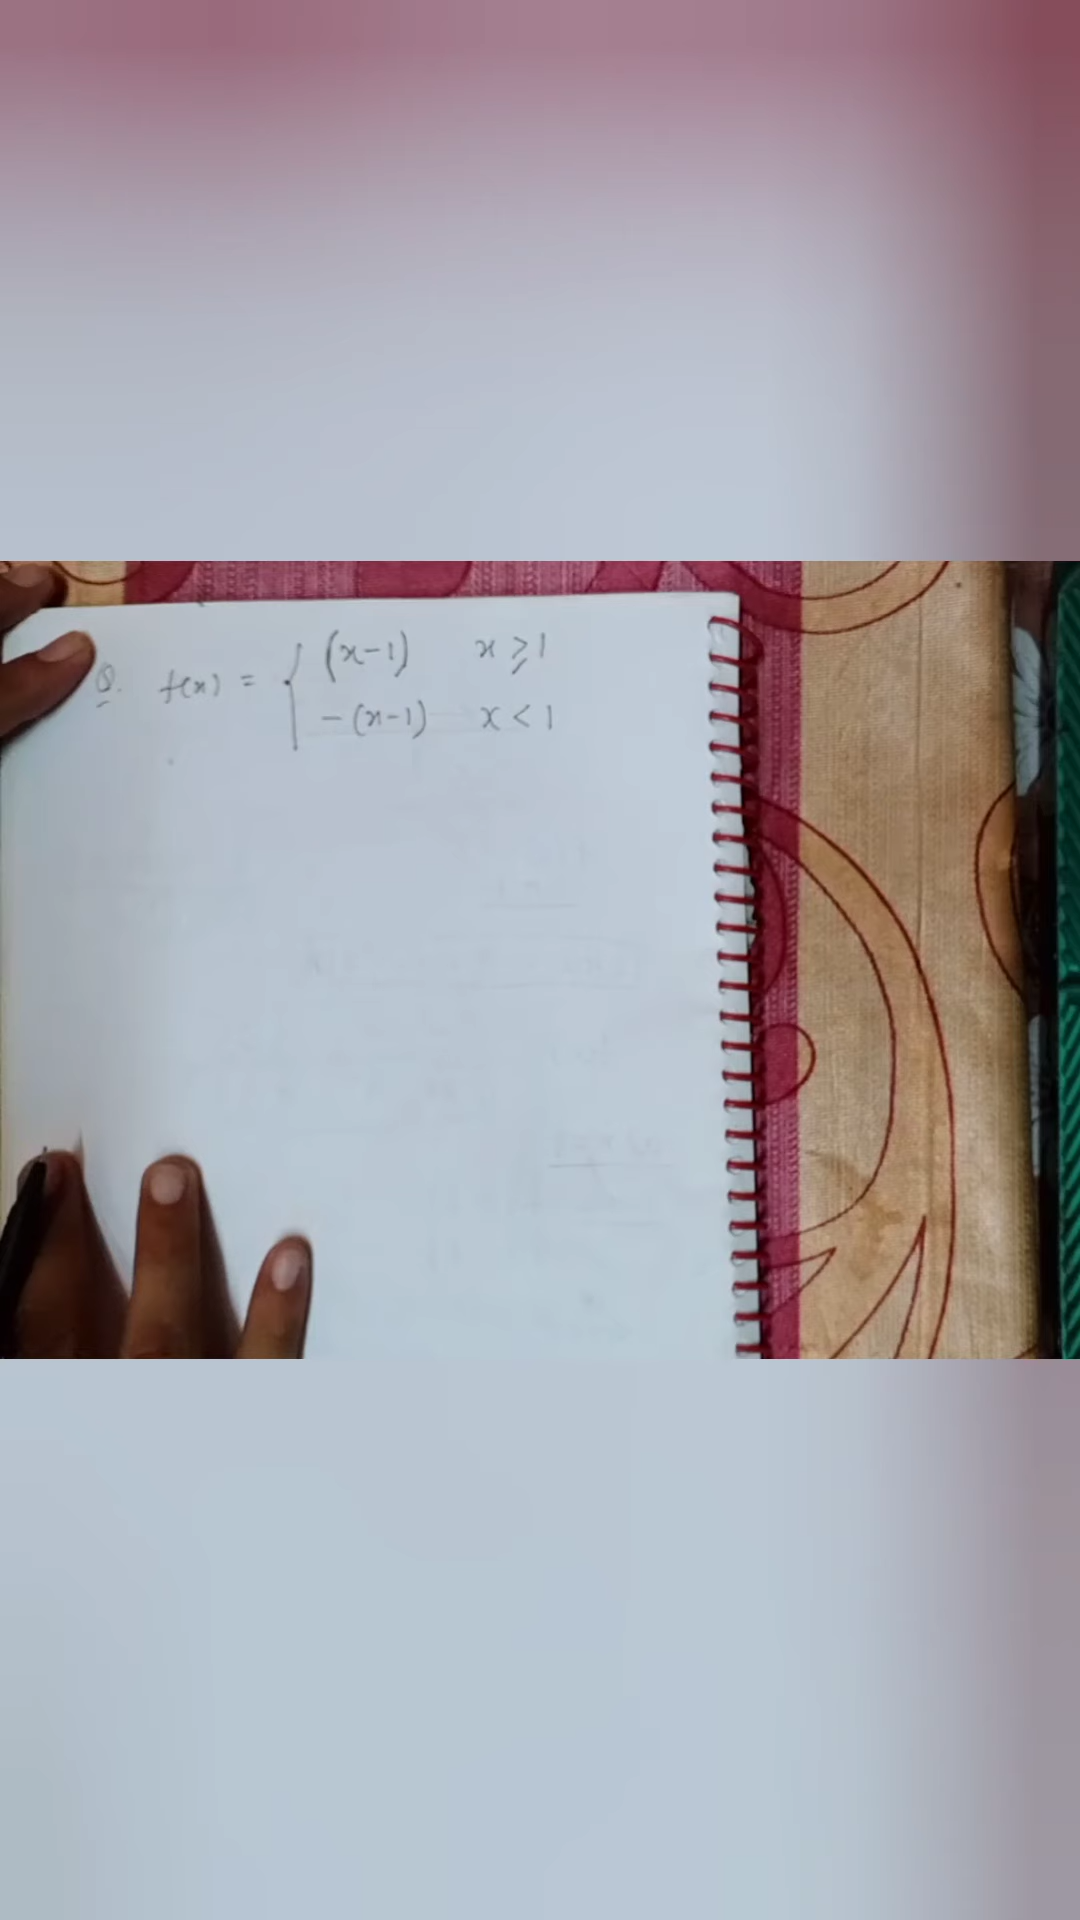 Q. f(x) = { (x-1) x ≥ 1
-(x-1) x < 1